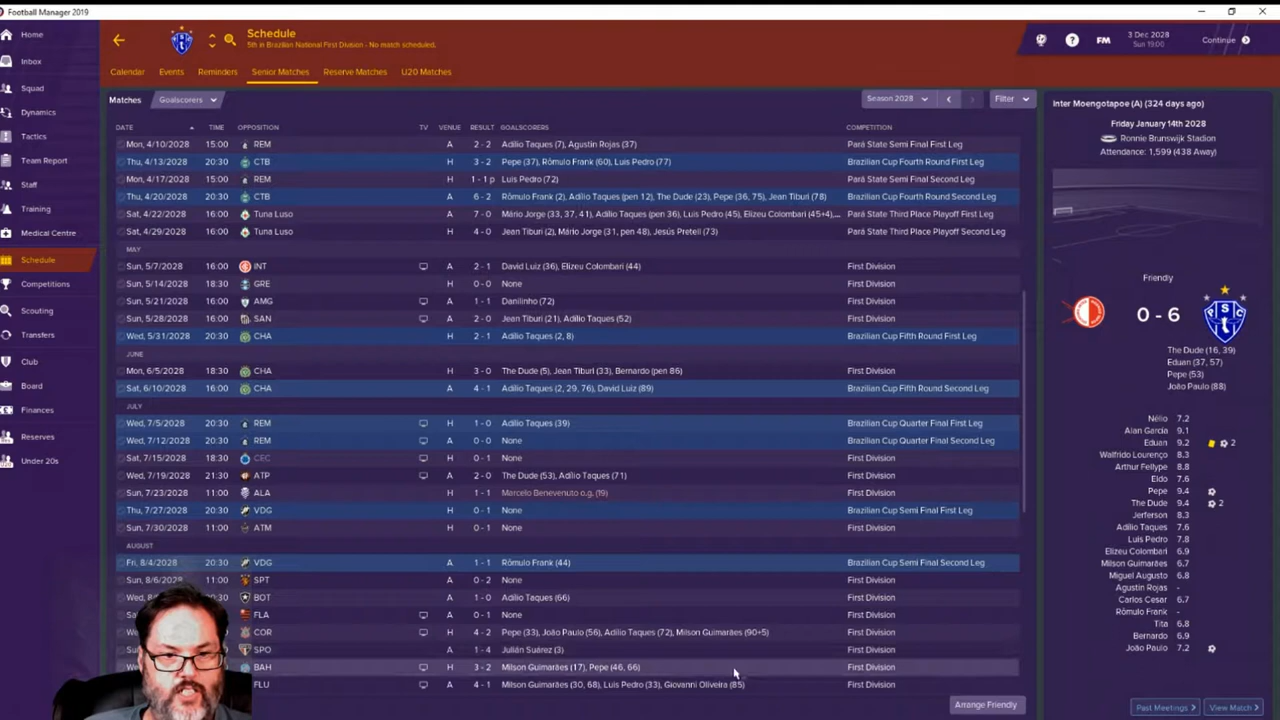 Football Manager 2019
Home
Inbox
Squad
Dynamics
Tactics
Team Report
Staff
Training
Medical Centre
Schedule
Competitions
Scouting
Transfers
Club
Board
Finances
Reserves
Under 20s
Schedule
5th in Brazilian National First Division - No match scheduled.
? FM 3 Dec 2028 Continue
Sun 19:00
Calendar Events Reminders Senior Matches Reserve Matches U20 Matches
Matches Goalscorers Season 2028 Filter
DATE TIME OPPOSITION TV VENUE RESULT GOALSCORERS COMPETITION
Mon, 4/10/2028 15:00 REM A 2 - 2 Adílio Taques (7), Agustín Rojas (37) Pará State Semi Final First Leg
Thu, 4/13/2028 20:30 CTB H 3 - 2 Pepe (37), Rômulo Frank (60), Luis Pedro (77) Brazilian Cup Fourth Round First Leg
Mon, 4/17/2028 15:00 REM H 1 - 1 p Luis Pedro (72) Pará State Semi Final Second Leg
Thu, 4/20/2028 20:30 CTB A 6 - 2 Rômulo Frank (2), Adílio Taques (pen 12), The Dude (23), Pepe (36, 75), Jean Tiburi (78) Brazilian Cup Fourth Round Second Leg
Sat, 4/22/2028 16:00 Tuna Luso A 7 - 0 Mário Jorge (33, 37, 41), Adílio Taques (pen 36), Luis Pedro (45), Elizeu Colombari (45+4),... Pará State Third Place Playoff First Leg
Sat, 4/29/2028 16:00 Tuna Luso H 4 - 0 Jean Tiburi (2), Mário Jorge (31, pen 48), Jesús Pretell (73) Pará State Third Place Playoff Second Leg
MAY
Sun, 5/7/2028 16:00 INT A 2 - 1 David Luiz (36), Elizeu Colombari (44) First Division
Sun, 5/14/2028 18:30 GRE H 0 - 0 None First Division
Sun, 5/21/2028 16:00 AMG A 1 - 1 Danilinho (72) First Division
Sun, 5/28/2028 16:00 SAN A 2 - 0 Jean Tiburi (21), Adílio Taques (52) First Division
Wed, 5/31/2028 20:30 CHA H 2 - 1 Adílio Taques (2, 8) Brazilian Cup Fifth Round First Leg
JUNE
Mon, 6/5/2028 18:30 CHA H 3 - 0 The Dude (5), Jean Tiburi (33), Bernardo (pen 86) First Division
Sat, 6/10/2028 16:00 CHA A 4 - 1 Adílio Taques (2, 29, 76), David Luiz (89) Brazilian Cup Fifth Round Second Leg
JULY
Wed, 7/5/2028 20:30 REM H 1 - 0 Adílio Taques (39) Brazilian Cup Quarter Final First Leg
Wed, 7/12/2028 20:30 REM A 0 - 0 None Brazilian Cup Quarter Final Second Leg
Sat, 7/15/2028 18:30 CEC H 0 - 1 None First Division
Wed, 7/19/2028 21:30 ATP A 2 - 0 The Dude (53), Adílio Taques (71) First Division
Sun, 7/23/2028 11:00 ALA H 1 - 1 Marcelo Benevenuto o.g. (19) First Division
Thu, 7/27/2028 20:30 VDG H 0 - 1 None Brazilian Cup Semi Final First Leg
Sun, 7/30/2028 11:00 ATM H 0 - 1 None First Division
AUGUST
Fri, 8/4/2028 20:30 VDG A 1 - 1 Rômulo Frank (44) Brazilian Cup Semi Final Second Leg
Sun, 8/6/2028 11:00 SPT A 0 - 2 None First Division
Wed, 8/ :30 BOT A 1 - 0 Adílio Taques (66) First Division
Sat FLA A 0 - 1 None First Division
COR H 4 - 2 Pepe (33), João Paulo (56), Adílio Taques (72), Milson Guimarães (90+5) First Division
Su SPO A 1 - 4 Julián Suárez (3) First Division
We BAH H 3 - 2 Milson Guimarães (17), Pepe (46, 66) First Division
FLU A 4 - 1 Milson Guimarães (30, 68), Luis Pedro (33), Giovanni Oliveira (85) First Division
Arrange Friendly
Inter Moengotapoe (A) (324 days ago)
Friday January 14th 2028
Ronnie Brunswijk Stadion
Attendance: 1,599 (438 Away)
Friendly
0 - 6
PSC
The Dude (16, 39)
Eduan (37, 57)
Pepe (53)
João Paulo (88)
Nélio 7.2
Alan Garcia 9.1
Eduan 9.2 2
Walfrido Lourenço 8.3
Arthur Fellype 8.8
Eldo 7.6
Pepe 9.4
The Dude 9.4 2
Jerferson 8.3
Adílio Taques 7.6
Luis Pedro 7.8
Elizeu Colombari 6.9
Milson Guimarães 6.7
Miguel Augusto 6.8
Agustín Rojas -
Carlos Cesar 6.7
Rômulo Frank -
Tita 6.8
Bernardo 6.9
João Paulo 7.2
Past Meetings View Match